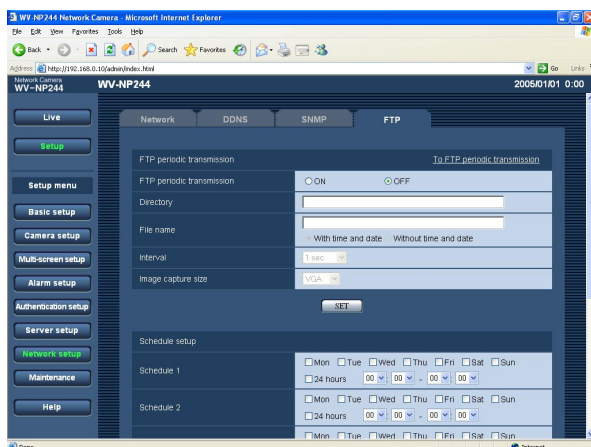 WV-NP244 Network Camera - Microsoft Internet Explorer
File Edit View Favorites Tools Help
Back Search Favorites
Address http://192.168.0.10/admin/index.html Go Links
Network Camera
WV-NP244
WV-NP244 2005/01/01 0:00
Live
Setup
Setup menu
Basic setup
Camera setup
Multi-screen setup
Alarm setup
Authentication setup
Server setup
Network setup
Maintenance
Help
Network DDNS SNMP FTP
FTP periodic transmission To FTP periodic transmission
FTP periodic transmission ON OFF
Directory
File name
With time and date Without time and date
Interval 1 sec
Image capture size VGA
SET
Schedule setup
Schedule 1 Mon Tue Wed Thu Fri Sat Sun
24 hours 00 : 00 - 00 : 00
Schedule 2 Mon Tue Wed Thu Fri Sat Sun
24 hours 00 : 00 - 00 : 00
Mon Tue Wed Thu Fri Sat Sun
Done Internet